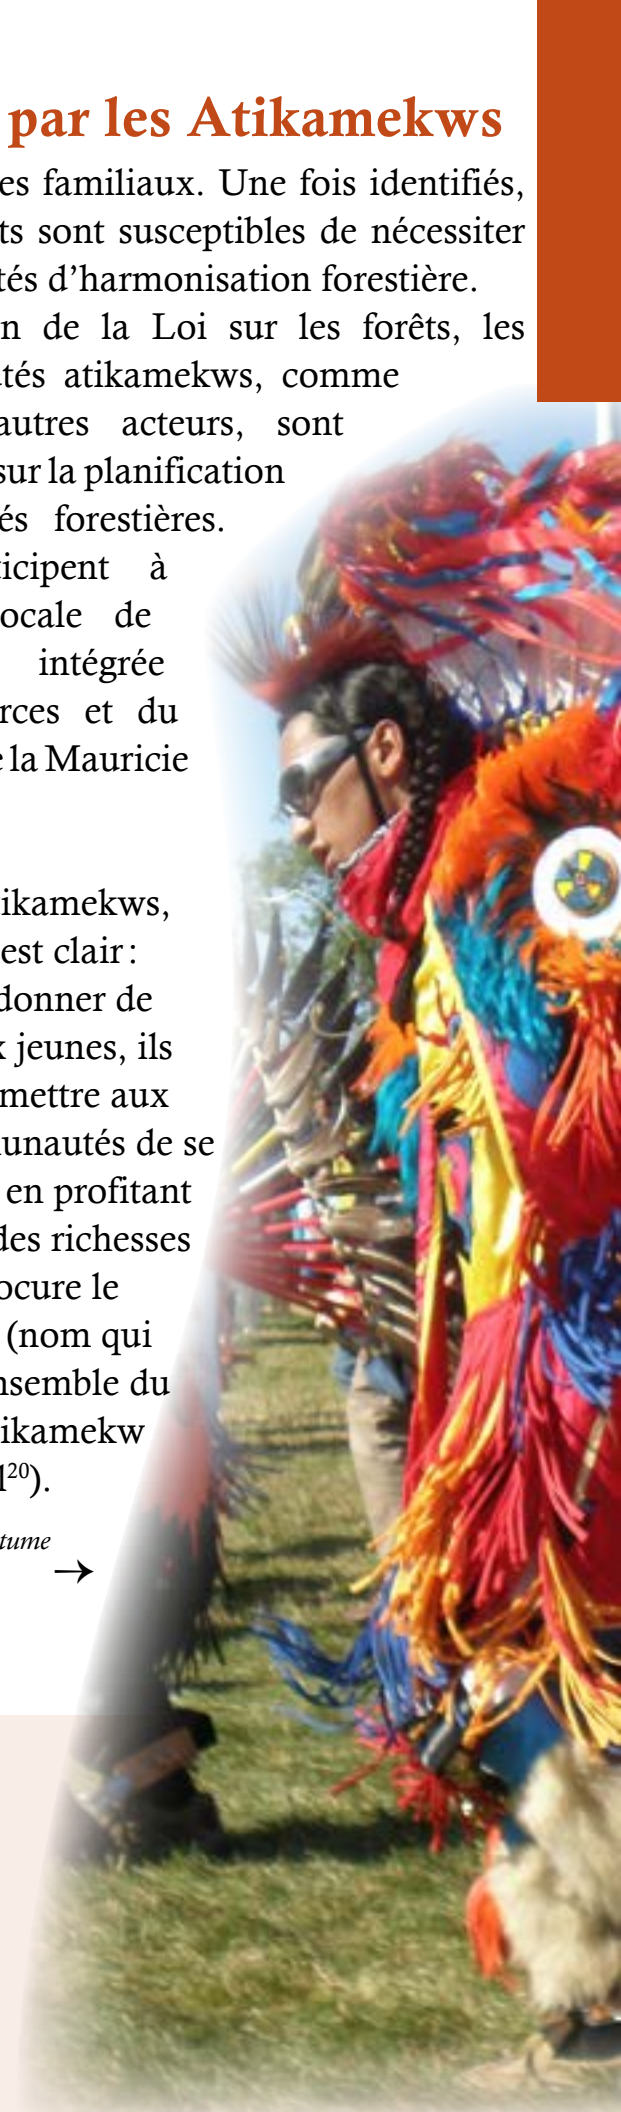 par les Atikamekws
es familiaux. Une fois identifiés,
ts sont susceptibles de nécessiter
tés d’harmonisation forestière.
n de la Loi sur les forêts, les
utés atikamekws, comme
autres acteurs, sont
sur la planification
és forestières.
ticipent à
ocale de
intégrée
rces et du
e la Mauricie
ikamekws,
est clair :
donner de
x jeunes, ils
mettre aux
unautés de se
en profitant
des richesses
ocure le
(nom qui
nsemble du
ikamekw
l20).
tume
→